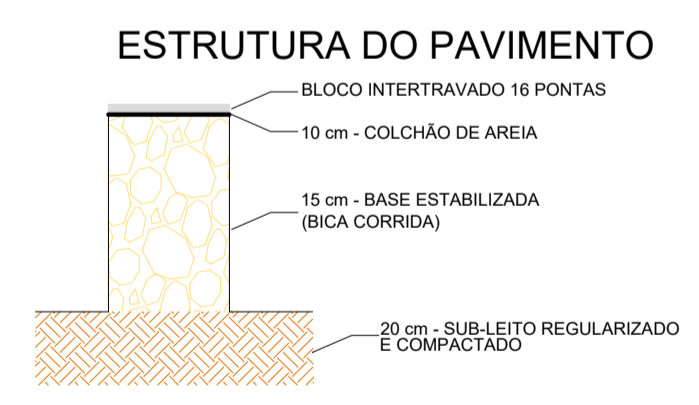 ESTRUTURA DO PAVIMENTO
BLOCO INTERTRAVADO 16 PONTAS
10 cm - COLCHÃO DE AREIA
15 cm - BASE ESTABILIZADA
(BICA CORRIDA)
20 cm - SUB-LEITO REGULARIZADO
E COMPACTADO